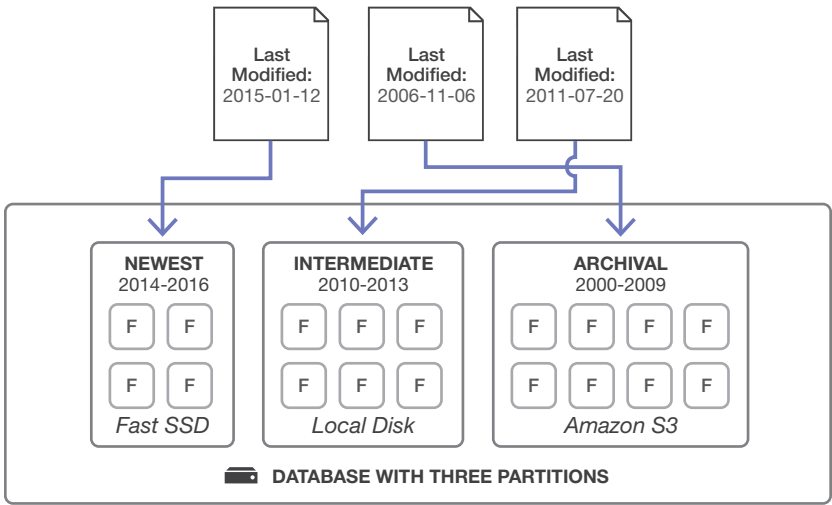 Last
Modified:
2015-01-12
Last
Modified:
2006-11-06
Last
Modified:
2011-07-20
NEWEST
2014-2016
F F
F F
Fast SSD
INTERMEDIATE
2010-2013
F F F
F F F
Local Disk
ARCHIVAL
2000-2009
F F F F
F F F F
Amazon S3
DATABASE WITH THREE PARTITIONS